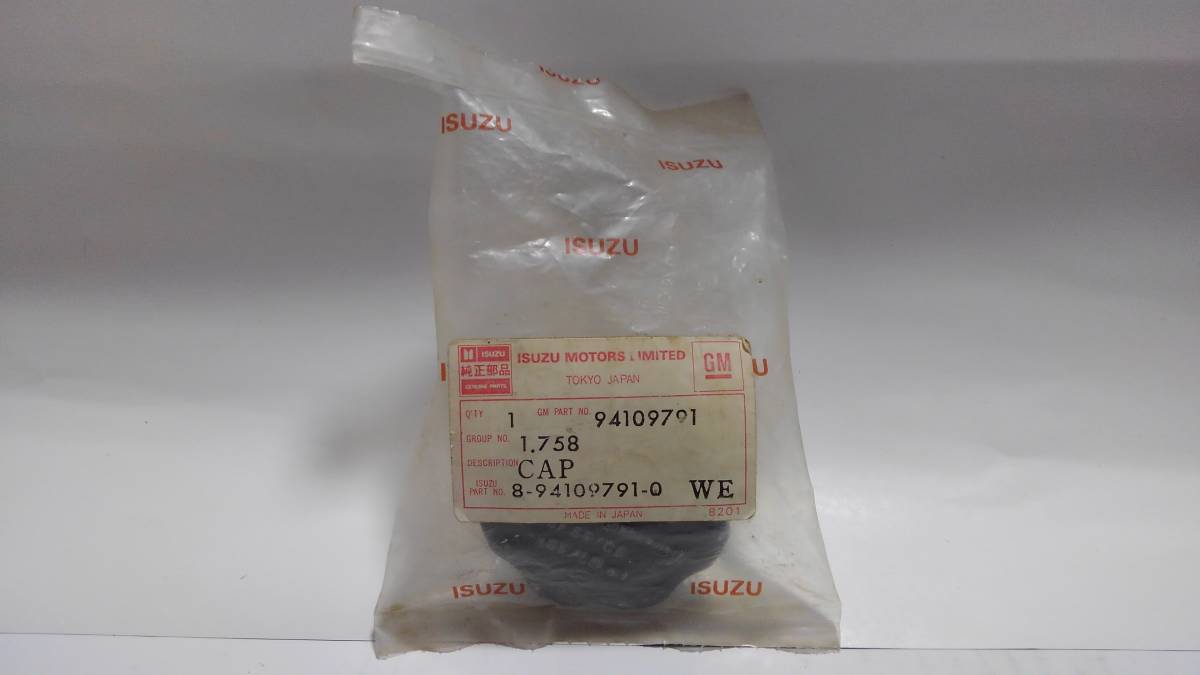 ISUZU
ISUZU
ISUZU
ISUZU
ISUZU
純正部品
GENUINE PARTS
ISUZU MOTORS LIMITED
TOKYO JAPAN
GM
Q'TY 1 GM PART NO. 94109791
GROUP NO. 1.758
DESCRIPTION CAP
ISUZU PART NO. 8-94109791-0 WE
MADE IN JAPAN 8201
ISUZU
ISUZU